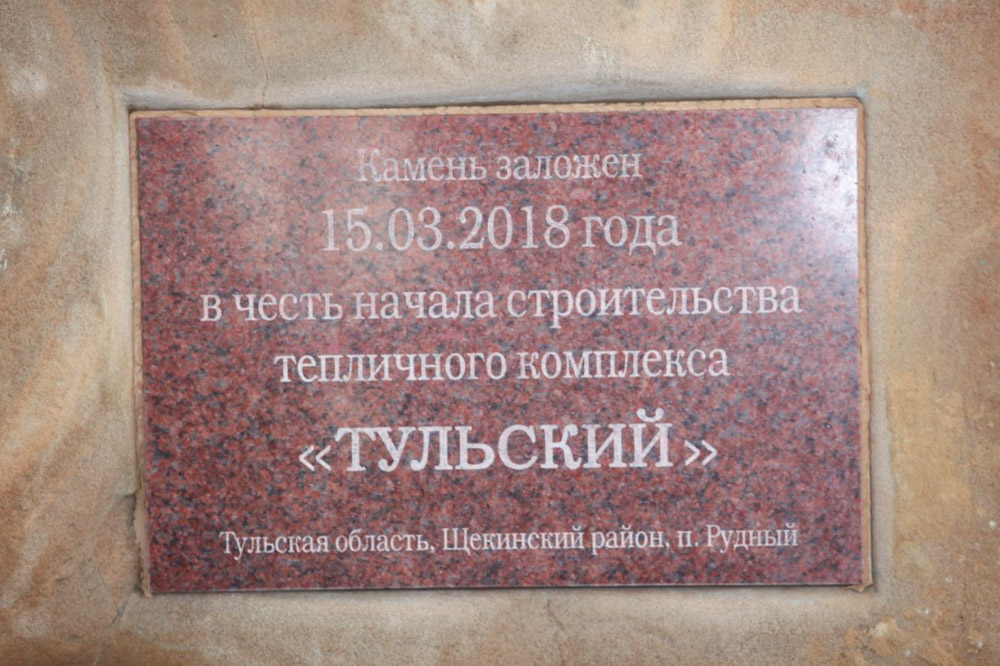 Камень заложен
15.03.2018 года
в честь начала строительства
тепличного комплекса
«ТУЛЬСКИЙ»
Тульская область, Щекинский район, п. Рудный